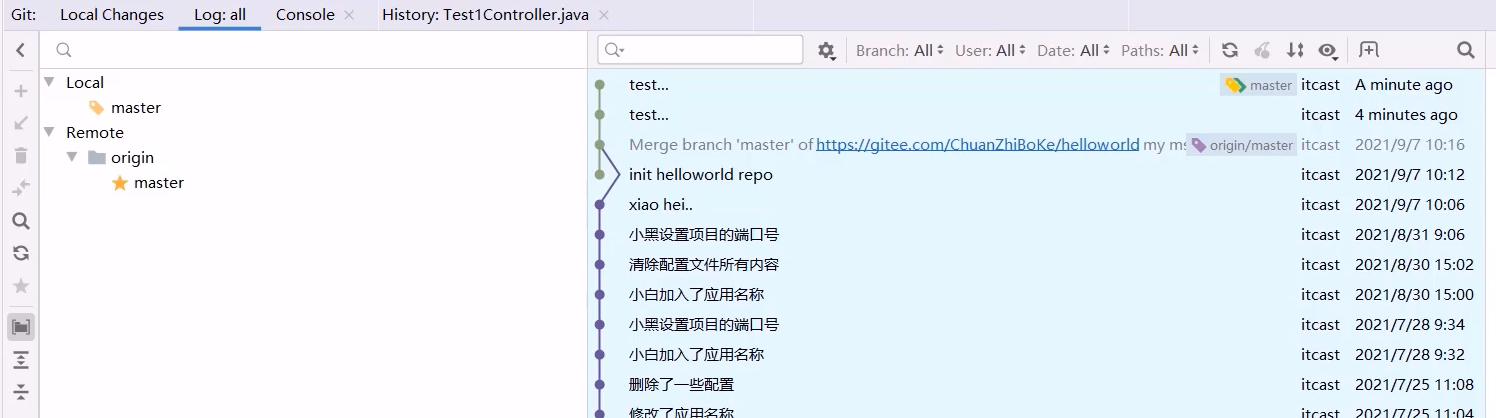 Git: Local Changes Log: all Console History: Test1Controller.java
Branch: All User: All Date: All Paths: All
Local
master
Remote
origin
master
test... master itcast A minute ago
test... itcast 4 minutes ago
Merge branch 'master' of https://gitee.com/ChuanZhiBoKe/helloworld my origin/master itcast 2021/9/7 10:16
init helloworld repo itcast 2021/9/7 10:12
xiao hei.. itcast 2021/9/7 10:06
小黑设置项目的端口号 itcast 2021/8/31 9:06
清除配置文件所有内容 itcast 2021/8/30 15:02
小白加入了应用名称 itcast 2021/8/30 15:00
小黑设置项目的端口号 itcast 2021/7/28 9:34
小白加入了应用名称 itcast 2021/7/28 9:32
删除了一些配置 itcast 2021/7/25 11:08
修改了应用名称 itcast 2021/7/25 11:04